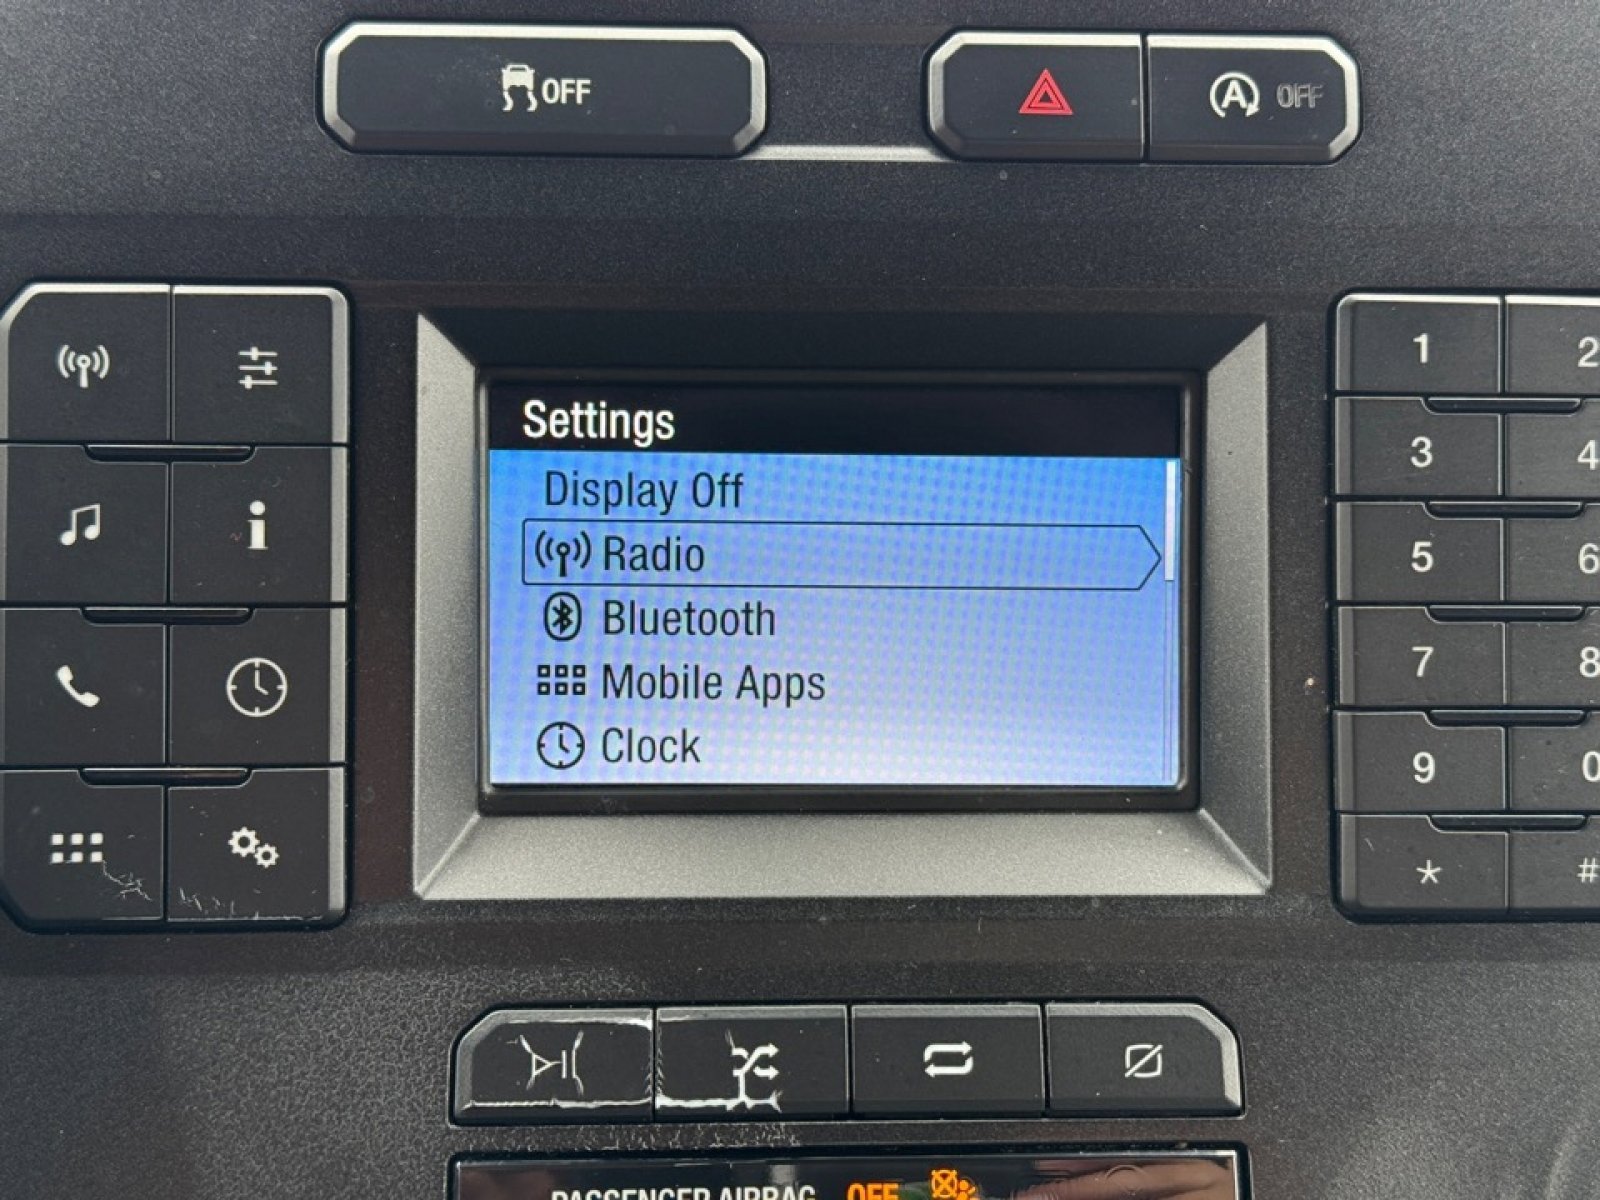 OFF
A OFF
Settings
Display Off
Radio
Bluetooth
Mobile Apps
Clock
i
1 2
3 4
5 6
7 8
9 0
* #
PASSENGER AIRBAG OFF